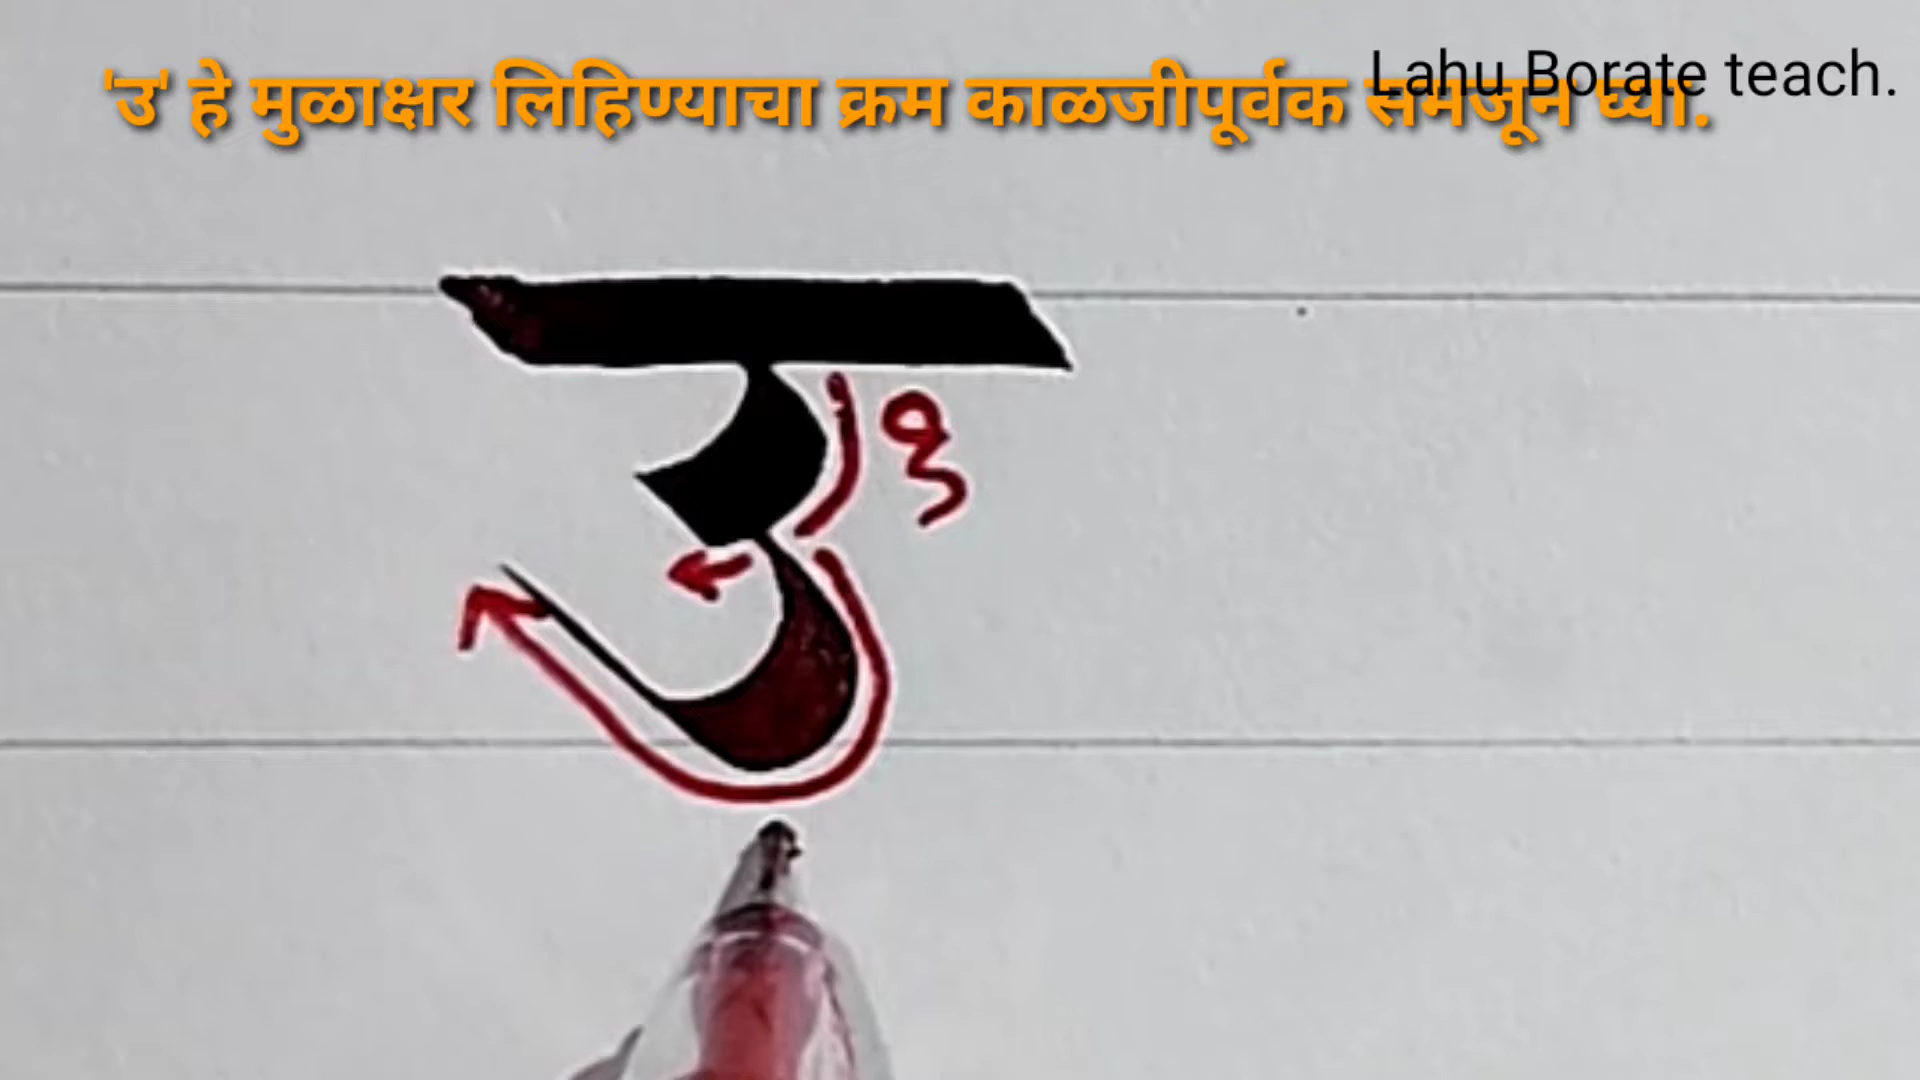 Lahu Borate teach.
'उ' हे मुळाक्षर लिहिण्याचा क्रम काळजीपूर्वक समजून घ्या.
उ
१